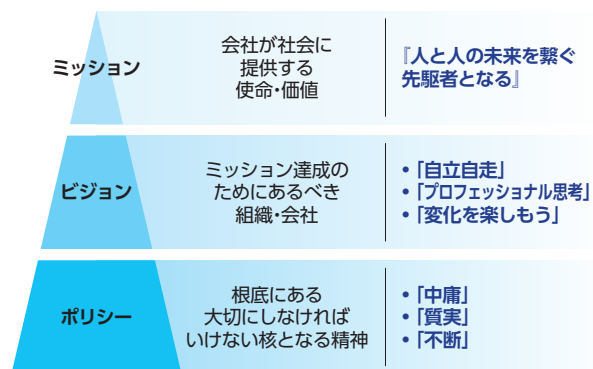 ミッション
会社が社会に
提供する
使命・価値
『人と人の未来を繋ぐ
先駆者となる』
ビジョン
ミッション達成の
ためにあるべき
組織・会社
•「自立自走」
•「プロフェッショナル思考」
•「変化を楽しもう」
ポリシー
根底にある
大切にしなければ
いけない核となる精神
•「中庸」
•「質実」
•「不断」